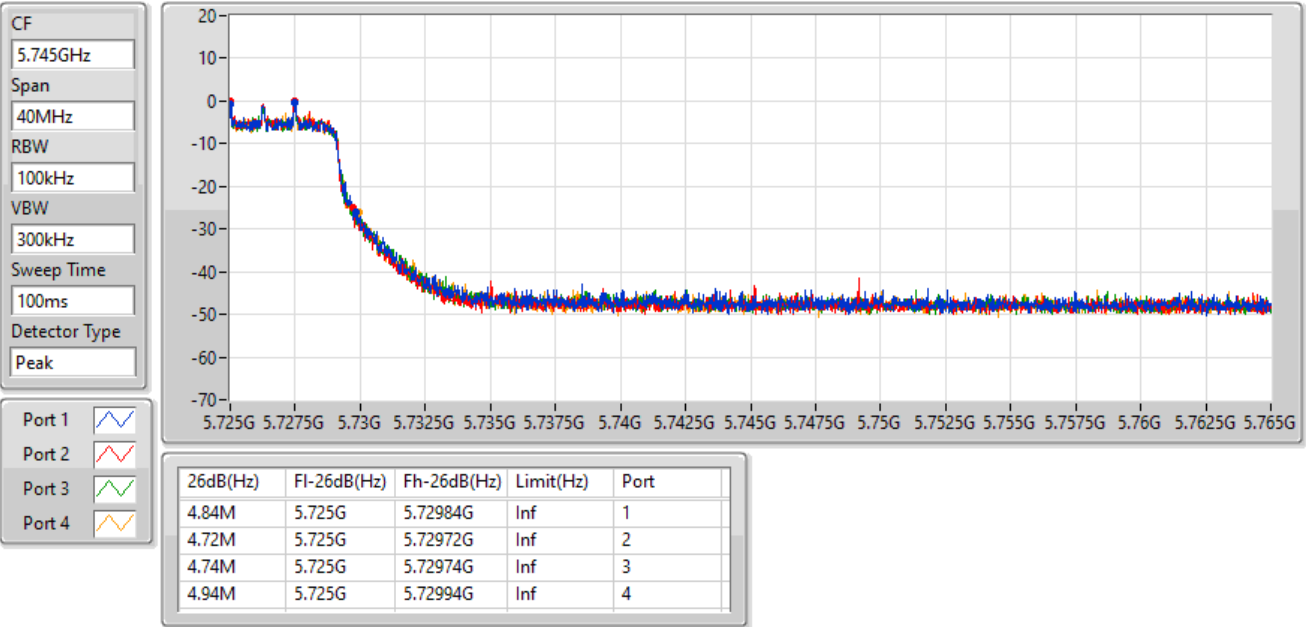 CF
5.745GHz
Span
40MHz
RBW
100kHz
VBW
300kHz
Sweep Time
100ms
Detector Type
Peak
20
10
0
-10
-20
-30
-40
-50
-60
-70
5.725G 5.7275G 5.73G 5.7325G 5.735G 5.7375G 5.74G 5.7425G 5.745G 5.7475G 5.75G 5.7525G 5.755G 5.7575G 5.76G 5.7625G 5.765G
Port 1
Port 2
Port 3
Port 4
26dB(Hz) Fl-26dB(Hz) Fh-26dB(Hz) Limit(Hz) Port
4.84M 5.725G 5.72984G Inf 1
4.72M 5.725G 5.72972G Inf 2
4.74M 5.725G 5.72974G Inf 3
4.94M 5.725G 5.72994G Inf 4